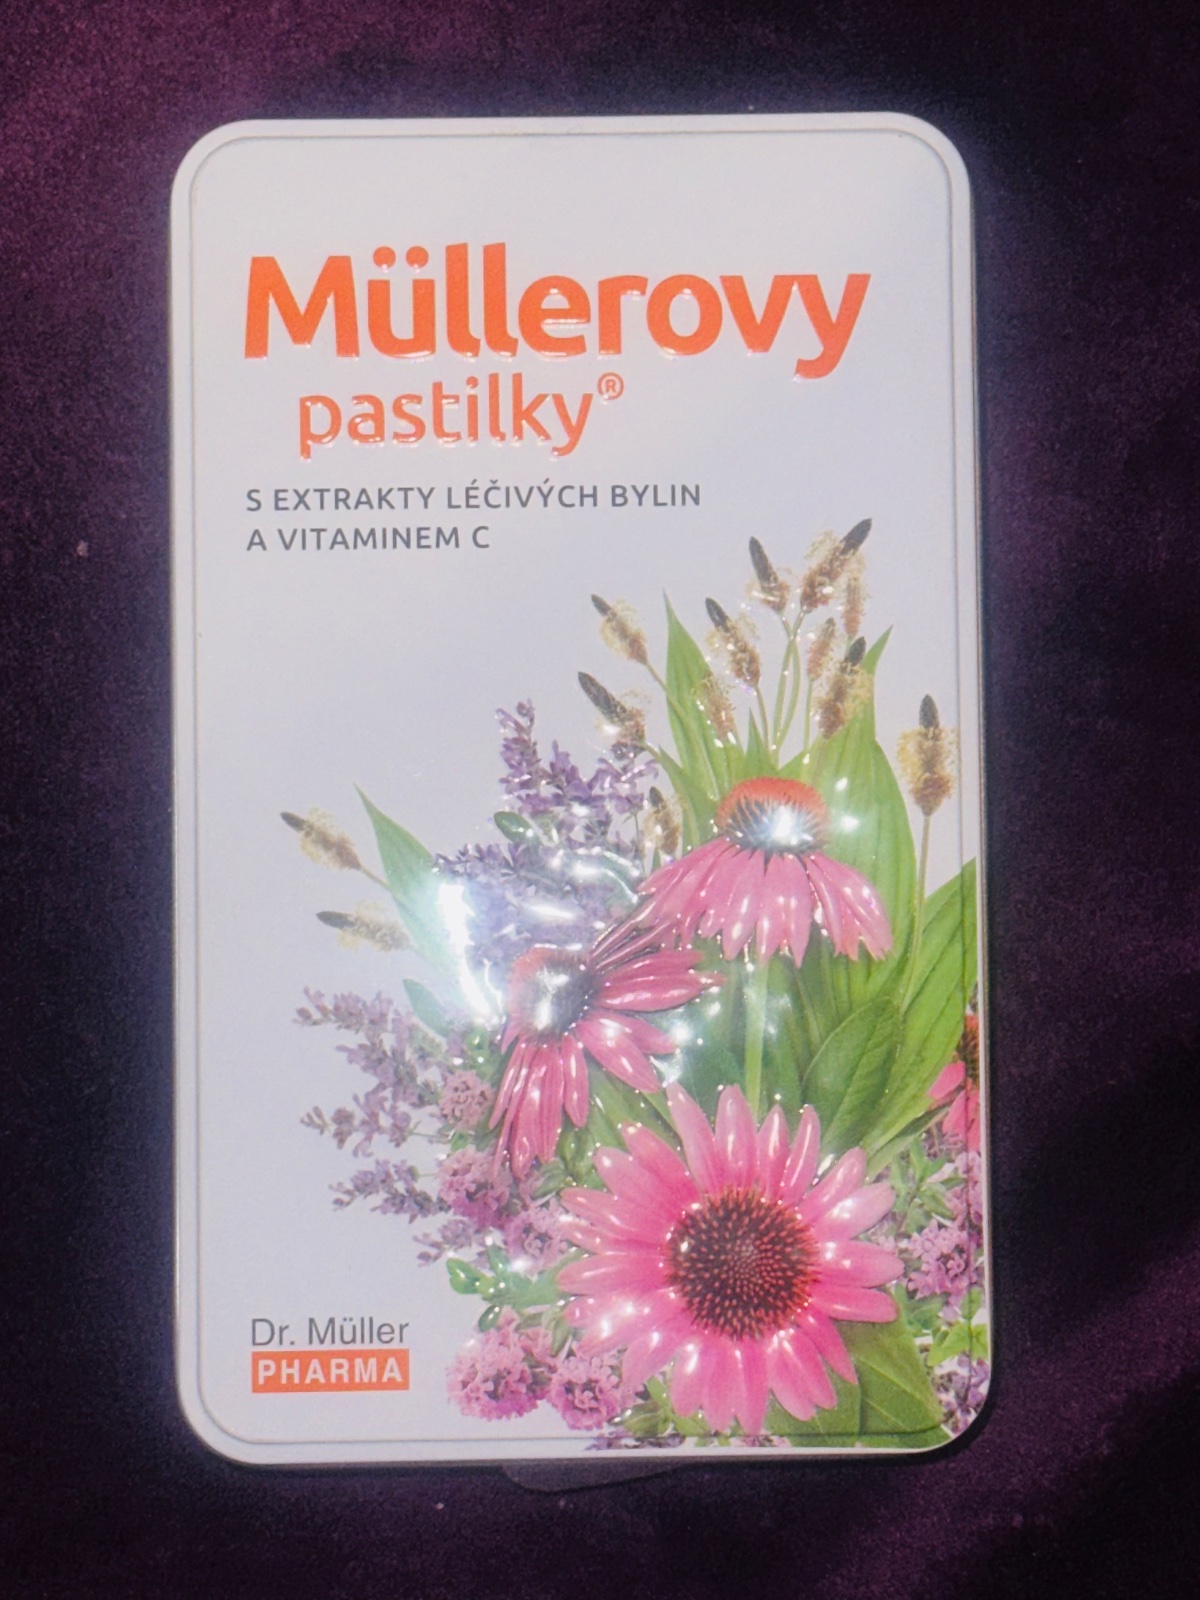 Müllerovy
pastilky®
S EXTRAKTY LÉČIVÝCH BYLIN
A VITAMINEM C
Dr. Müller
PHARMA